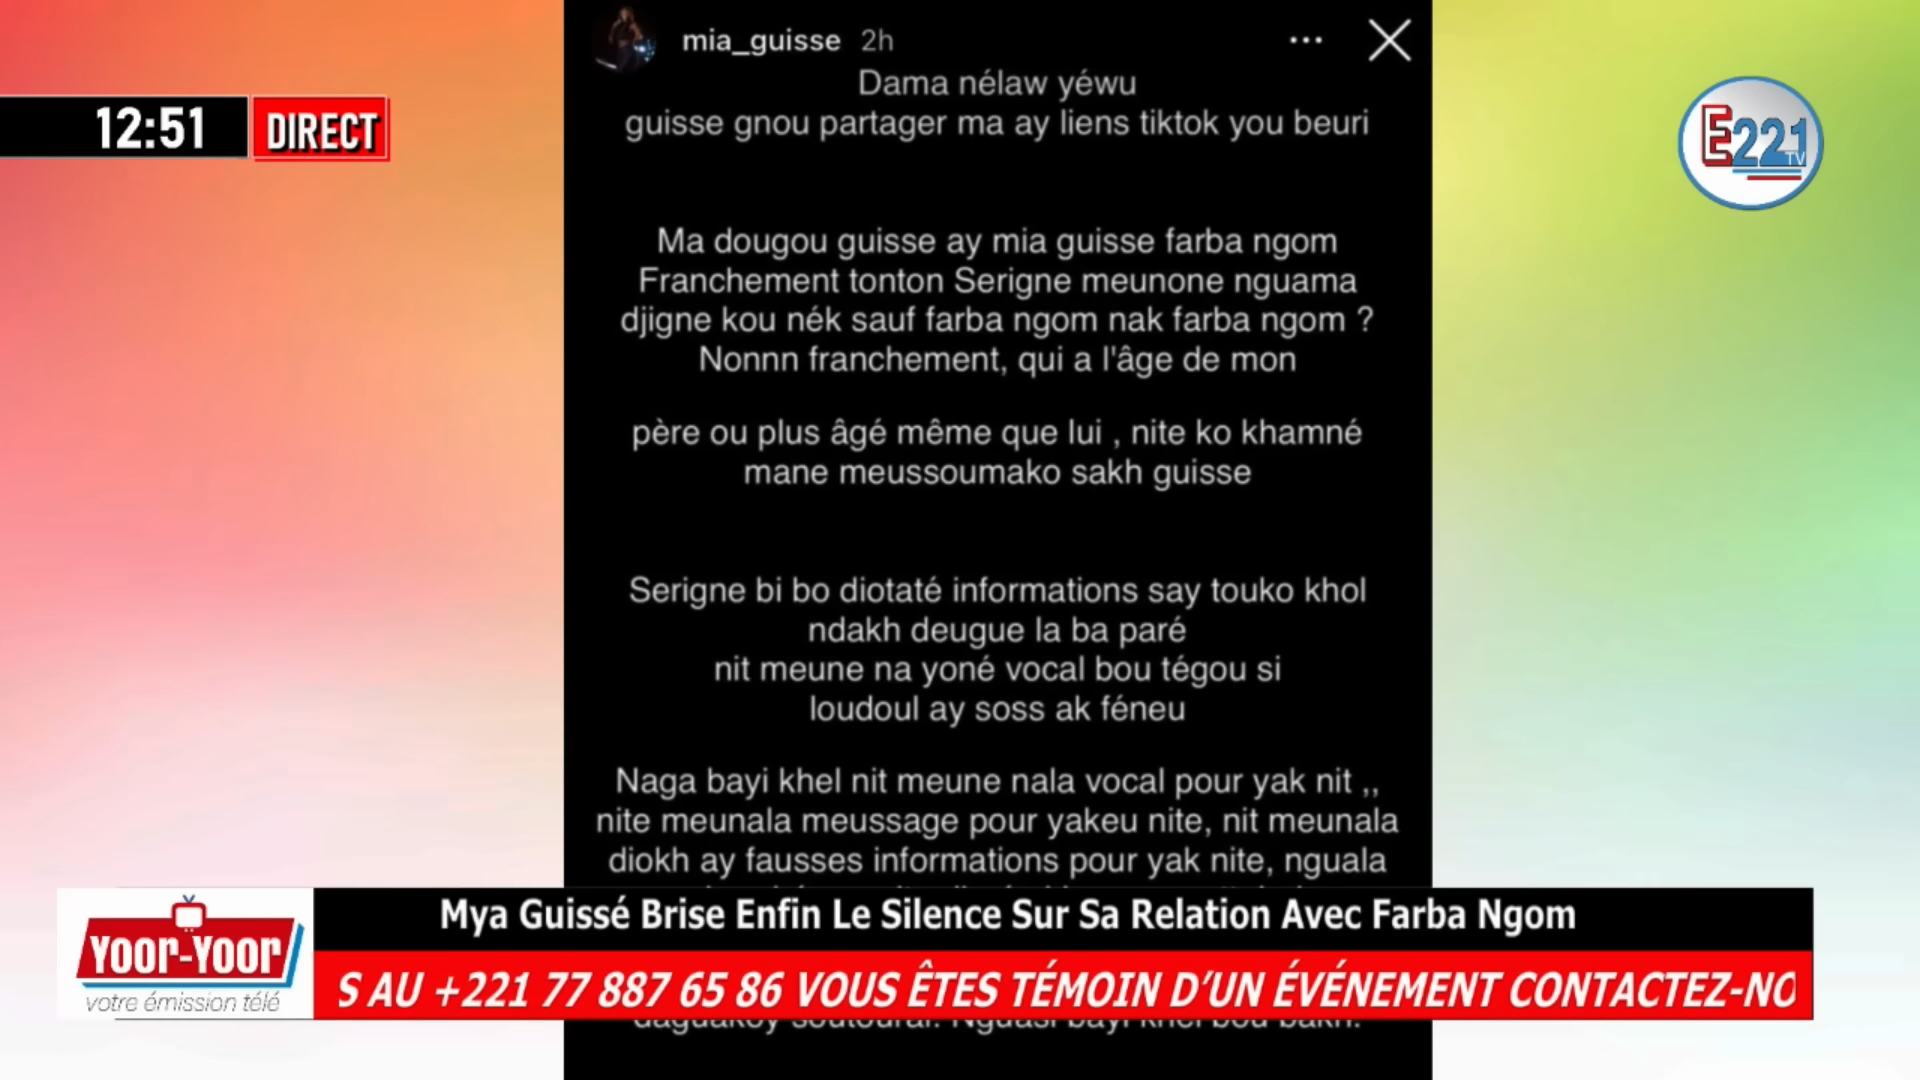 mia_guisse 2h
Dama nélaw yéwu
guisse gnou partager ma ay liens tiktok you beuri
12:51 DIRECT
E221 TV
Ma dougou guisse ay mia guisse farba ngom
Franchement tonton Serigne meunone nguama
djigne kou nék sauf farba ngom nak farba ngom ?
Nonnn franchement, qui a l'âge de mon
père ou plus âgé même que lui , nite ko khamné
mane meussoumako sakh guisse
Serigne bi bo diotaté informations say touko khol
ndakh deugue la ba paré
nit meune na yoné vocal bou tégou si
loudoul ay soss ak féneu
Naga bayi khel nit meune nala vocal pour yak nit ,,
nite meunala meussage pour yakeu nite, nit meunala
diokh ay fausses informations pour yak nite, nguala
Mya Guissé Brise Enfin Le Silence Sur Sa Relation Avec Farba Ngom
YOOR-YOOR
votre émission télé
S AU +221 77 887 65 86 VOUS ÊTES TÉMOIN D'UN ÉVÉNEMENT CONTACTEZ-NO